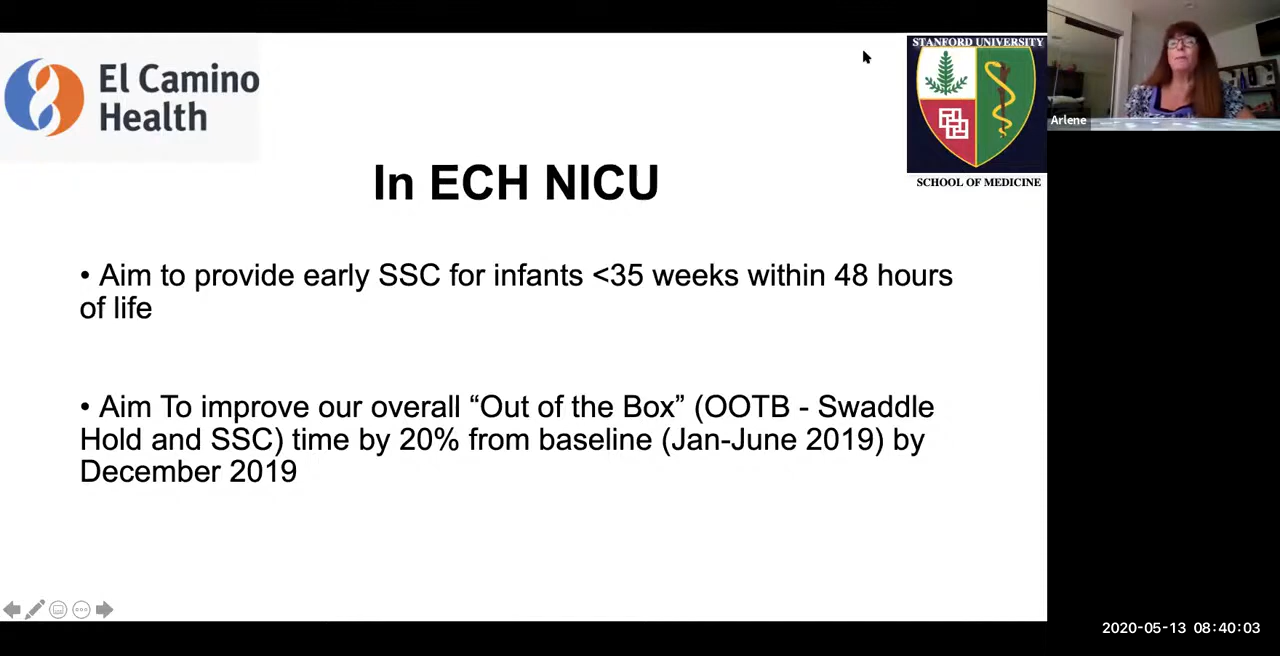 El Camino
Health
STANFORD UNIVERSITY
SCHOOL OF MEDICINE
Arlene
In ECH NICU
• Aim to provide early SSC for infants <35 weeks within 48 hours
of life
• Aim To improve our overall “Out of the Box” (OOTB - Swaddle
Hold and SSC) time by 20% from baseline (Jan-June 2019) by
December 2019
2020-05-13 08:40:03